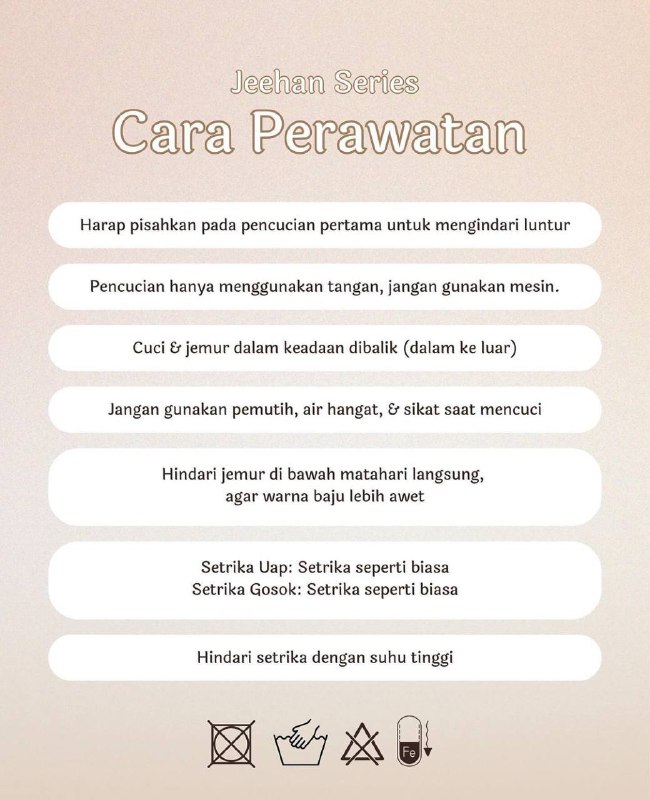 Jeehan Series
Cara Perawatan
Harap pisahkan pada pencucian pertama untuk mengindari luntur
Pencucian hanya menggunakan tangan, jangan gunakan mesin.
Cuci & jemur dalam keadaan dibalik (dalam ke luar)
Jangan gunakan pemutih, air hangat, & sikat saat mencuci
Hindari jemur di bawah matahari langsung,
agar warna baju lebih awet
Setrika Uap: Setrika seperti biasa
Setrika Gosok: Setrika seperti biasa
Hindari setrika dengan suhu tinggi
Fe